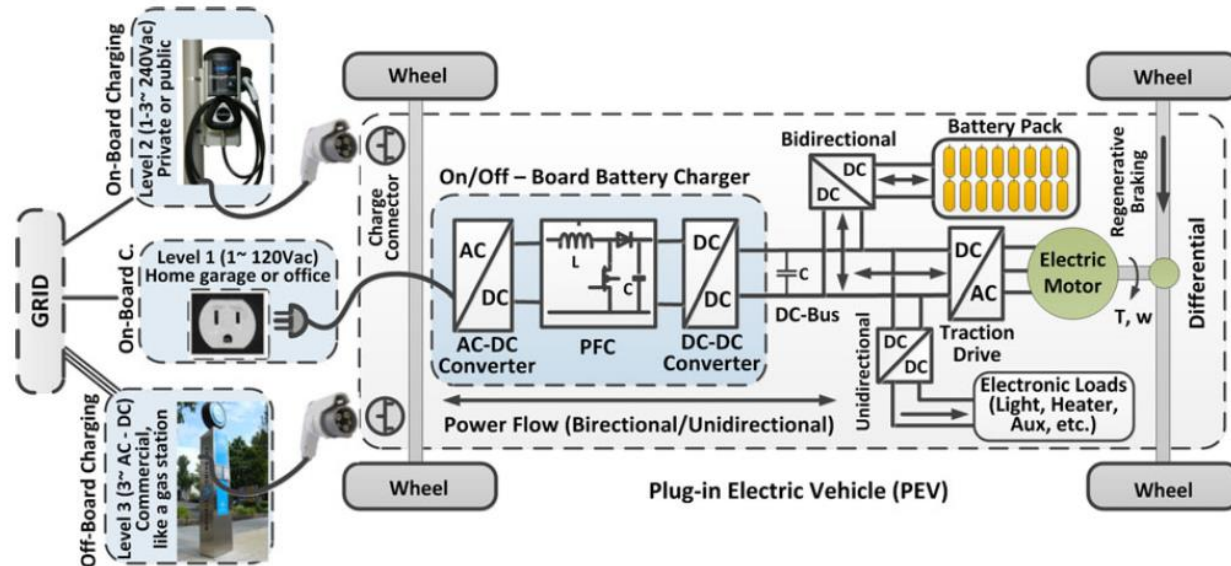 GRID
On-Board Charging
Level 2 (1-3~ 240Vac)
Private or public
On-Board C.
Level 1 (1~ 120Vac)
Home garage or office
Off-Board Charging
Level 3 (3~ AC - DC)
Commercial,
like a gas station
Wheel
Wheel
Charge
Connector
On/Off – Board Battery Charger
AC
DC
AC-DC
Converter
L
C
PFC
DC
DC
DC-DC
Converter
Power Flow (Birectional/Unidirectional)
C
DC-Bus
Bidirectional
DC
DC
Battery Pack
DC
AC
Traction
Drive
Electric
Motor
Regenerative
Braking
T, w
Differential
Unidirectional
DC
DC
Electronic Loads
(Light, Heater,
Aux, etc.)
Wheel
Wheel
Plug-in Electric Vehicle (PEV)